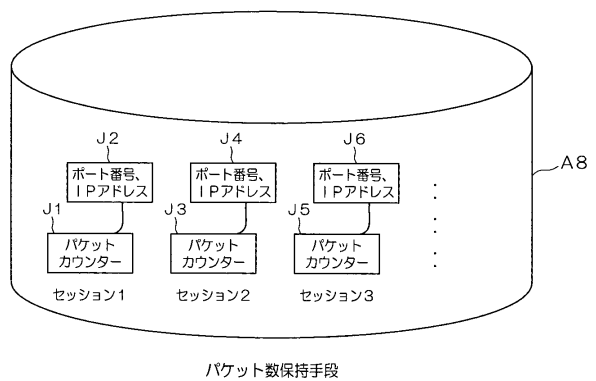 J2
J4
J6
ポート番号、
IPアドレス
ポート番号、
IPアドレス
ポート番号、
IPアドレス
A8
J1
J3
J5
パケット
カウンター
パケット
カウンター
パケット
カウンター
セッション1
セッション2
セッション3
パケット数保持手段